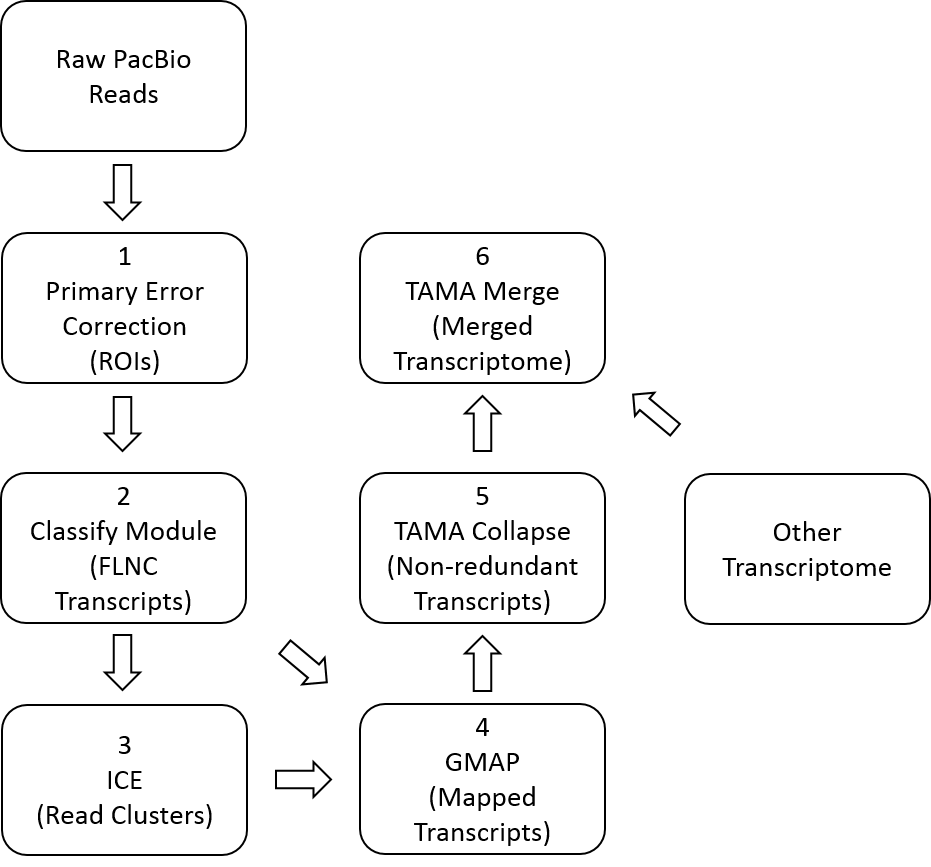 Raw PacBio
Reads
1
Primary Error
Correction
(ROIs)
2
Classify Module
(FLNC
Transcripts)
3
ICE
(Read Clusters)
4
GMAP
(Mapped
Transcripts)
5
TAMA Collapse
(Non-redundant
Transcripts)
6
TAMA Merge
(Merged
Transcriptome)
Other
Transcriptome